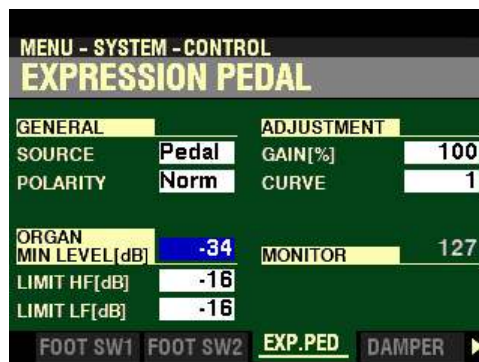 MENU - SYSTEM - CONTROL
EXPRESSION PEDAL
GENERAL
SOURCE Pedal
POLARITY Norm
ADJUSTMENT
GAIN[%] 100
CURVE 1
ORGAN
MIN LEVEL[dB] -34
LIMIT HF[dB] -16
LIMIT LF[dB] -16
MONITOR 127
FOOT SW1 FOOT SW2 EXP.PED DAMPER